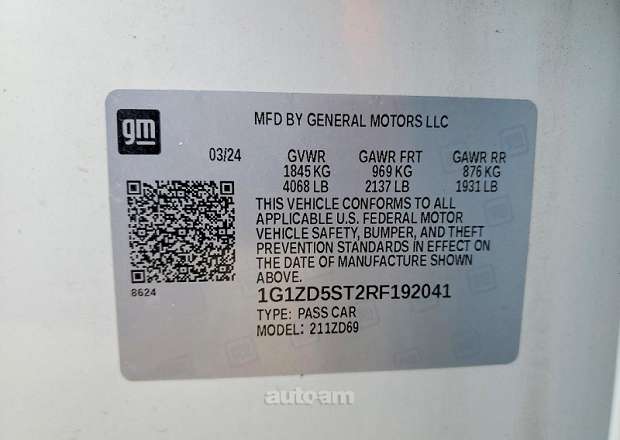 gm
MFD BY GENERAL MOTORS LLC
03/24 GVWR GAWR FRT GAWR RR
1845 KG 969 KG 876 KG
4068 LB 2137 LB 1931 LB
THIS VEHICLE CONFORMS TO ALL
APPLICABLE U.S. FEDERAL MOTOR
VEHICLE SAFETY, BUMPER, AND THEFT
PREVENTION STANDARDS IN EFFECT ON
THE DATE OF MANUFACTURE SHOWN
ABOVE.
8624
1G1ZD5ST2RF192041
TYPE: PASS CAR
MODEL: 211ZD69
autoam